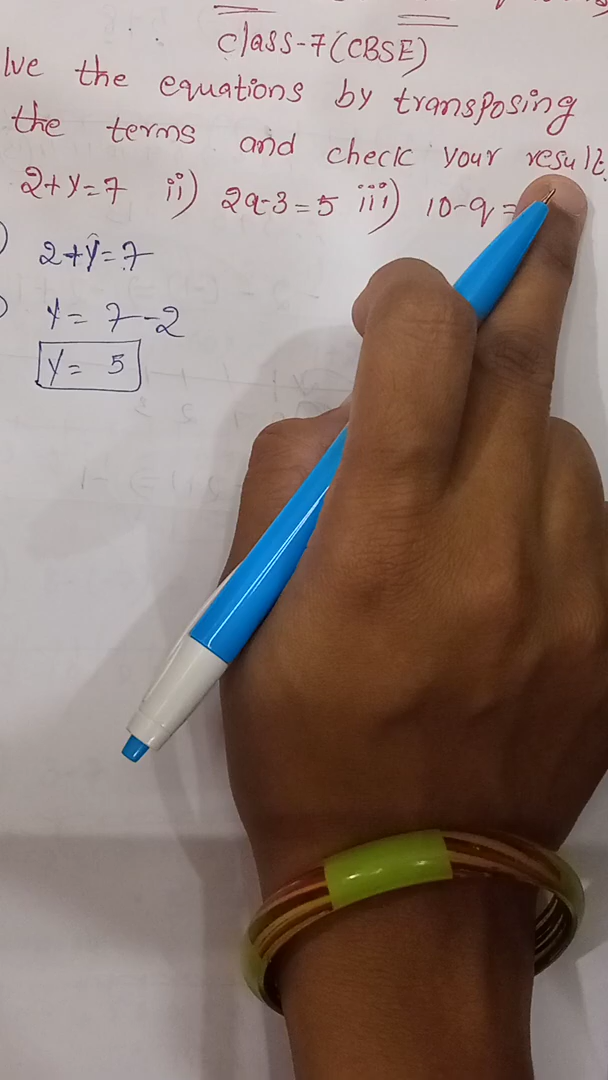 Class-7 (CBSE)
lve the equations by transposing
the terms and check your result.
2+y=7 ii) 2a-3=5 iii) 10-q=
2+y=7
y= 7-2
y= 5